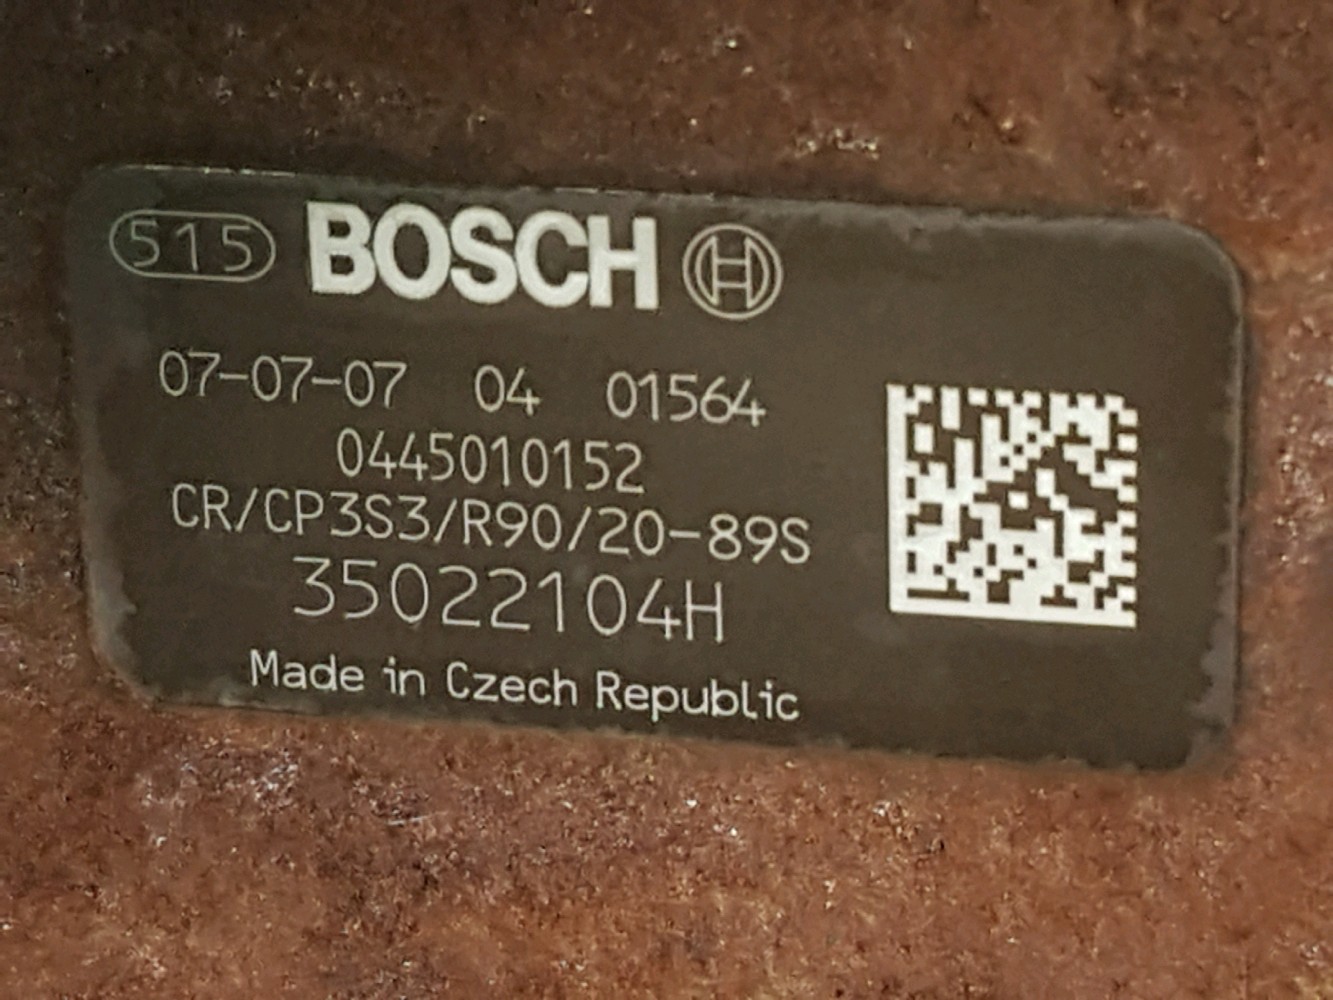 515 BOSCH
07-07-07 04 01564
0445010152
CR/CP3S3/R90/20-89S
35022104H
Made in Czech Republic